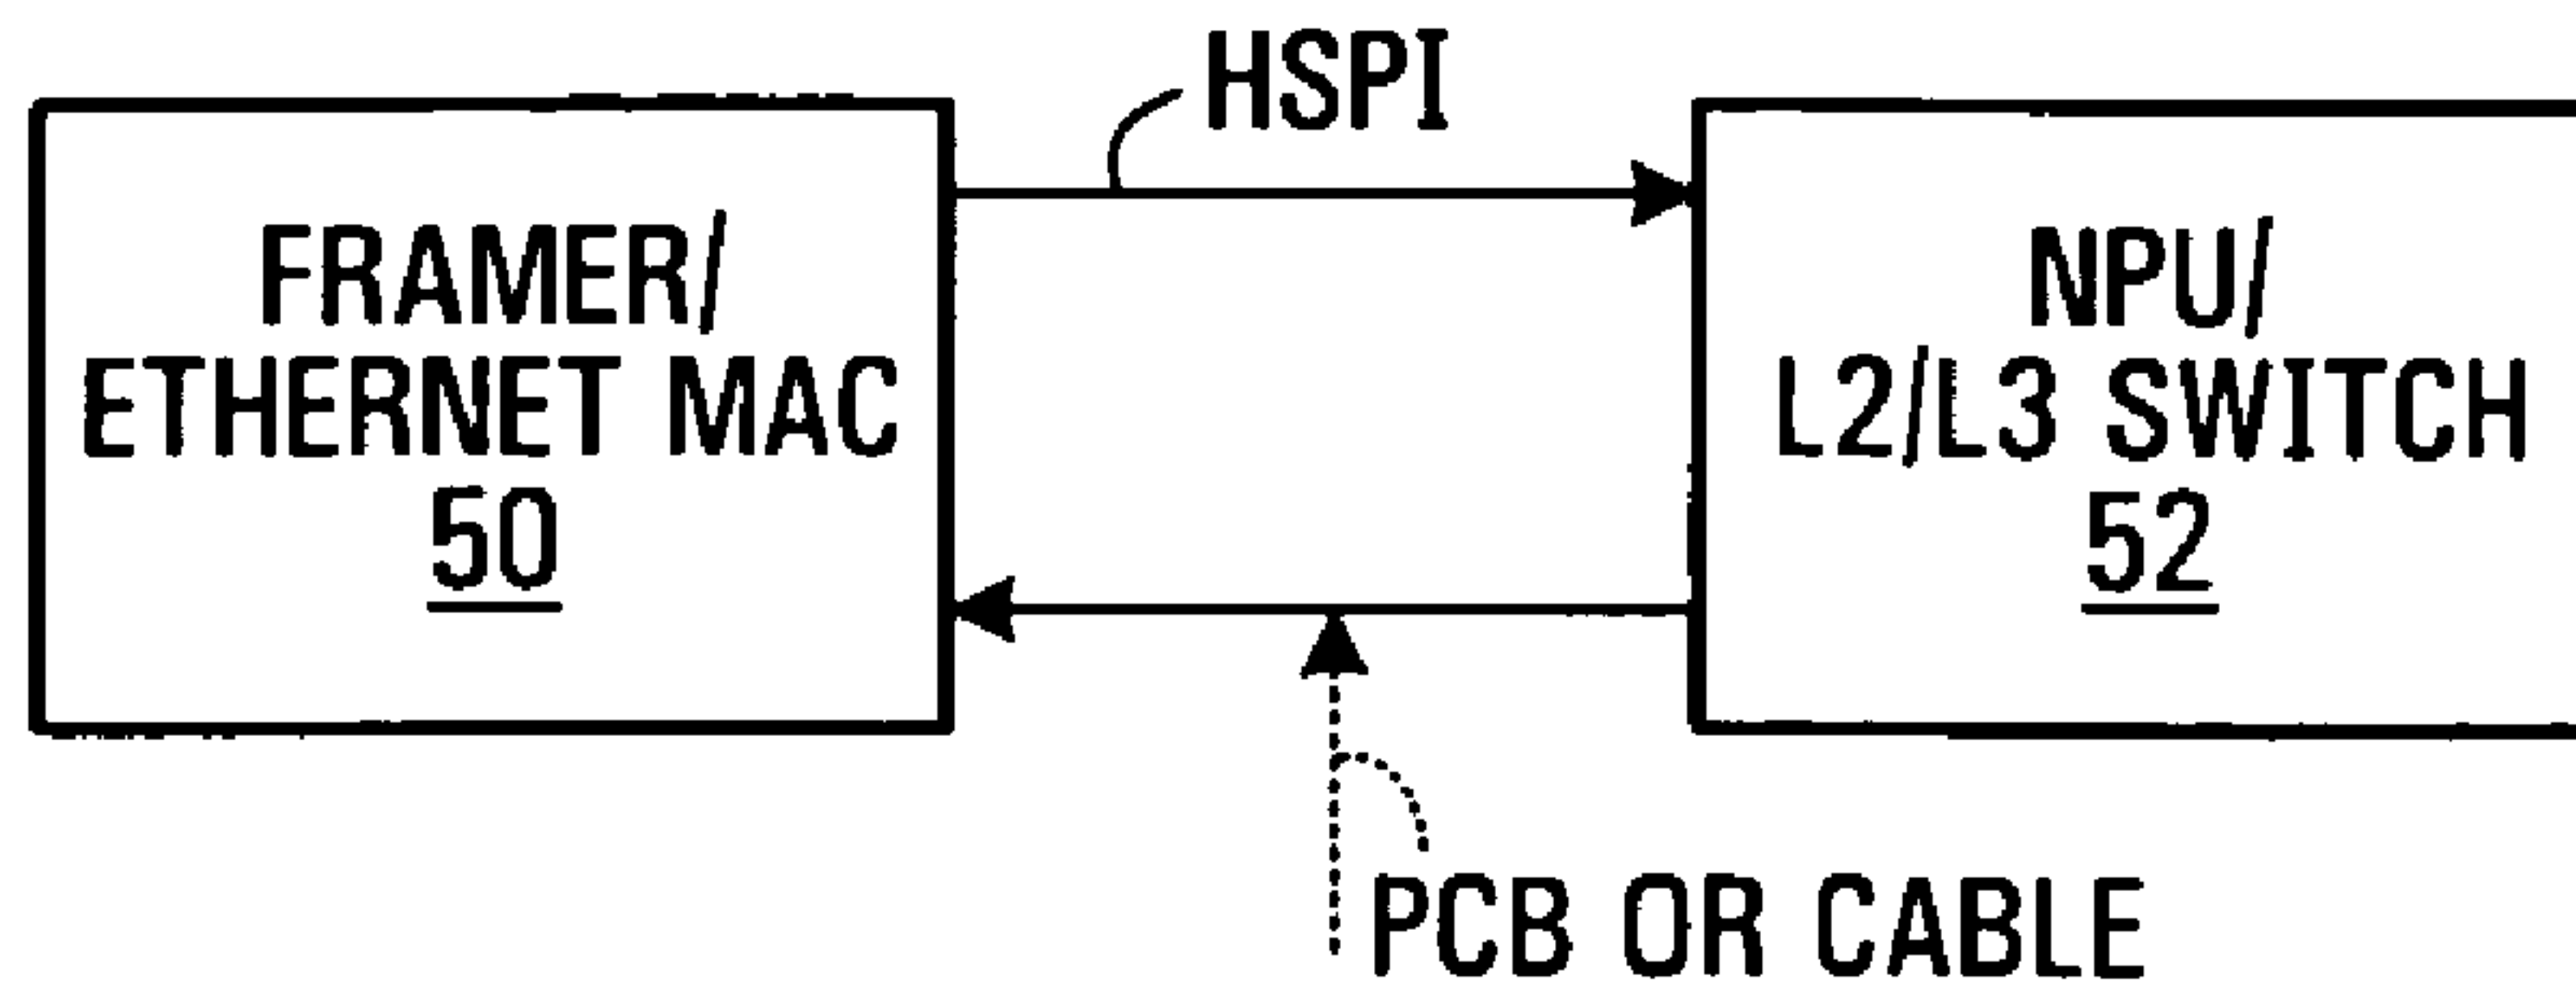 HSPI
FRAMER/
ETHERNET MAC
50
NPU/
L2/L3 SWITCH
52
PCB OR CABLE